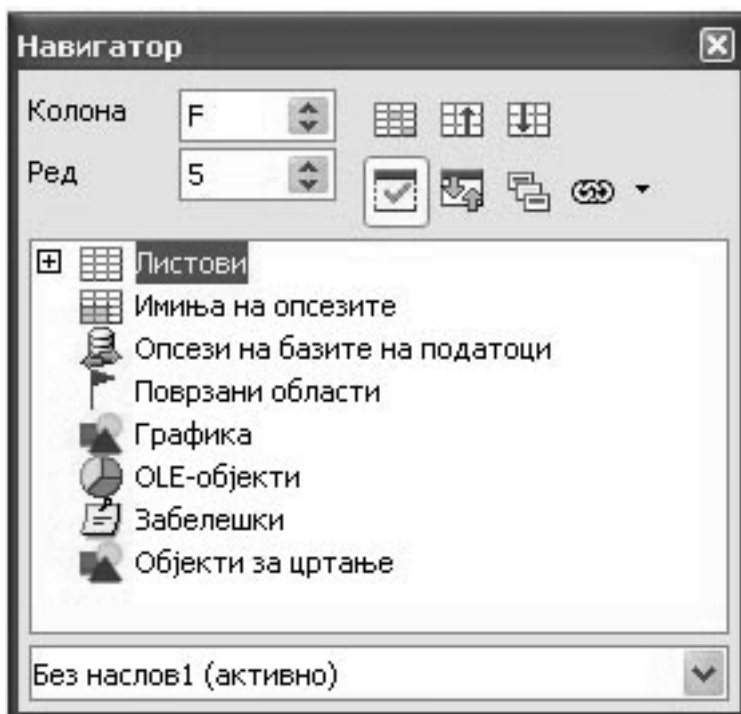 Навигатор
Колона F
Ред 5
Листови
Имиња на опсезите
Опсези на базите на податоци
Поврзани области
Графика
OLE-објекти
Забелешки
Објекти за цртање
Без наслов1 (активно)